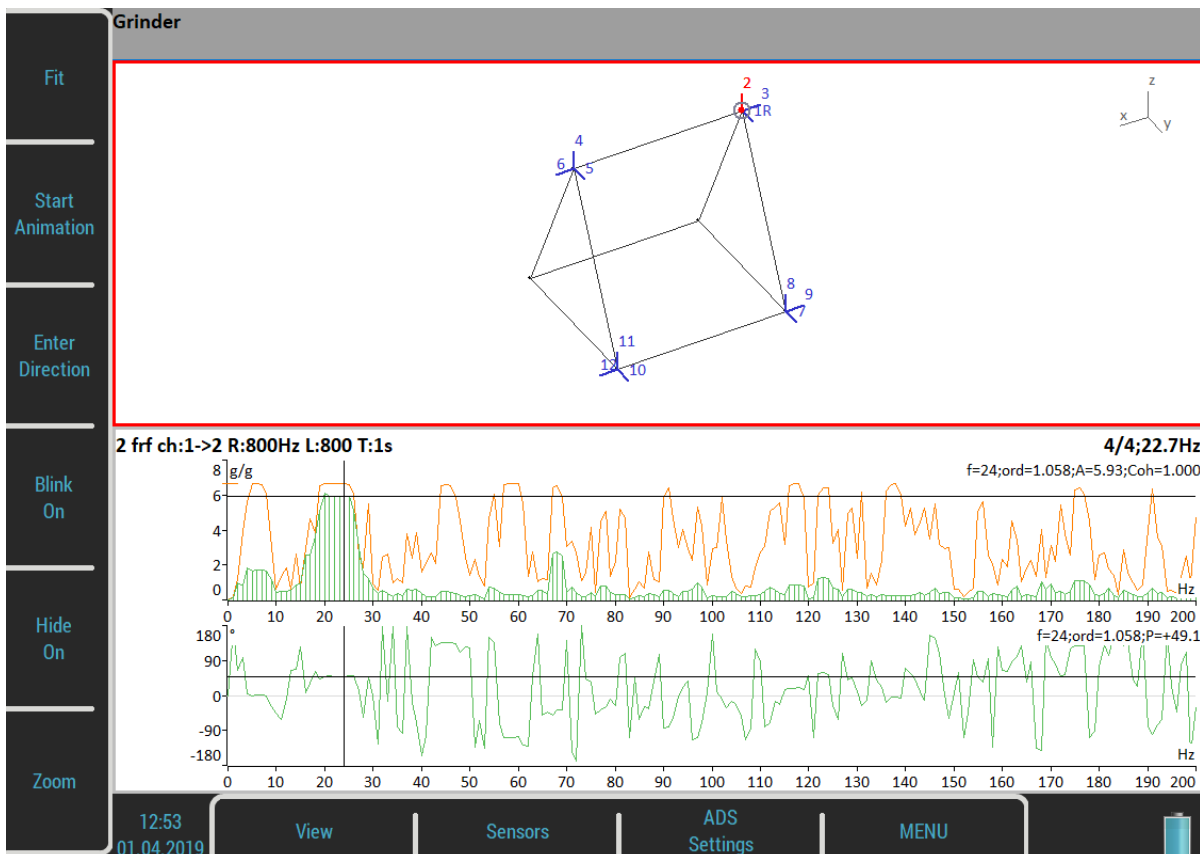 Grinder
Fit
Start
Animation
Enter
Direction
Blink
On
Hide
On
Zoom
2
3
1R
4
6
5
8
9
7
11
12
10
z
x
y
2 frf ch:1->2 R:800Hz L:800 T:1s
4/4;22.7Hz
8
g/g
f=24;ord=1.058;A=5.93;Coh=1.000
6
4
2
0
Hz
0 10 20 30 40 50 60 70 80 90 100 110 120 130 140 150 160 170 180 190 200
180
°
f=24;ord=1.058;P=+49.1
90
0
-90
-180
Hz
0 10 20 30 40 50 60 70 80 90 100 110 120 130 140 150 160 170 180 190 200
12:53
01.04.2019
View
Sensors
ADS
Settings
MENU